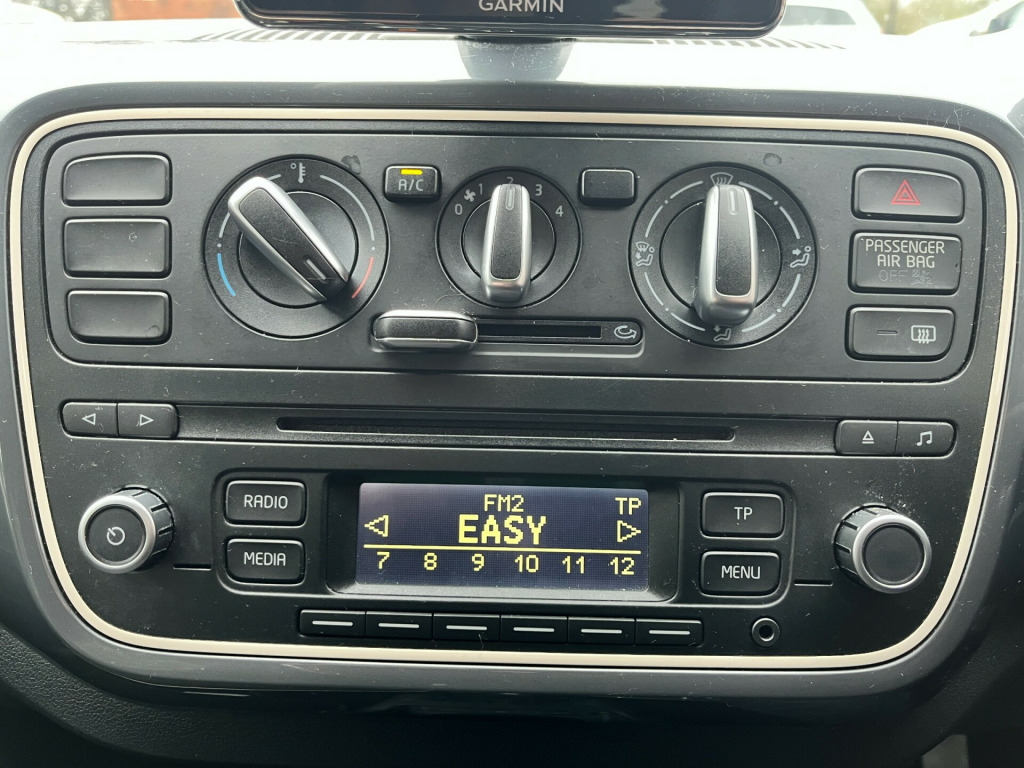 GARMIN
A/C
0 1 2 3 4
PASSENGER
AIR BAG
OFF
RADIO
MEDIA
FM2 TP
EASY
7 8 9 10 11 12
TP
MENU